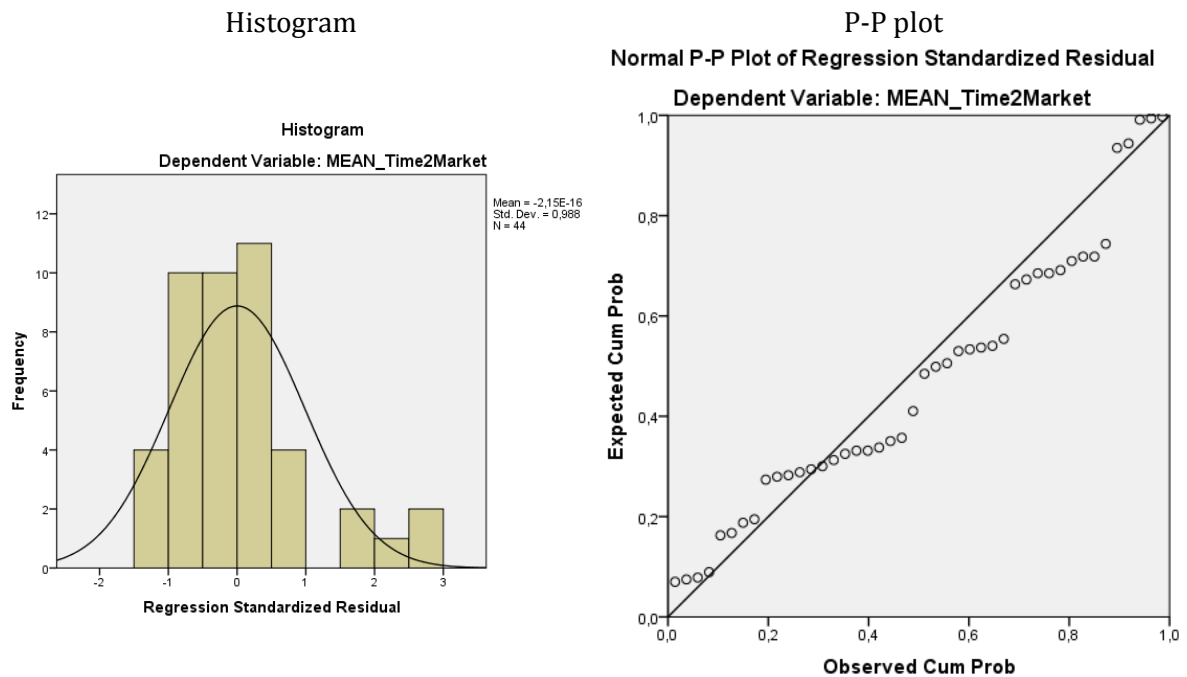 Histogram
Histogram
Dependent Variable: MEAN_Time2Market
Mean = -2,15E-16
Std. Dev. = 0,988
N = 44
Frequency
12
10
8
6
4
2
0
-2 -1 0 1 2 3
Regression Standardized Residual
P-P plot
Normal P-P Plot of Regression Standardized Residual
Dependent Variable: MEAN_Time2Market
Expected Cum Prob
1,0
0,8
0,6
0,4
0,2
0,0
0,0 0,2 0,4 0,6 0,8 1,0
Observed Cum Prob